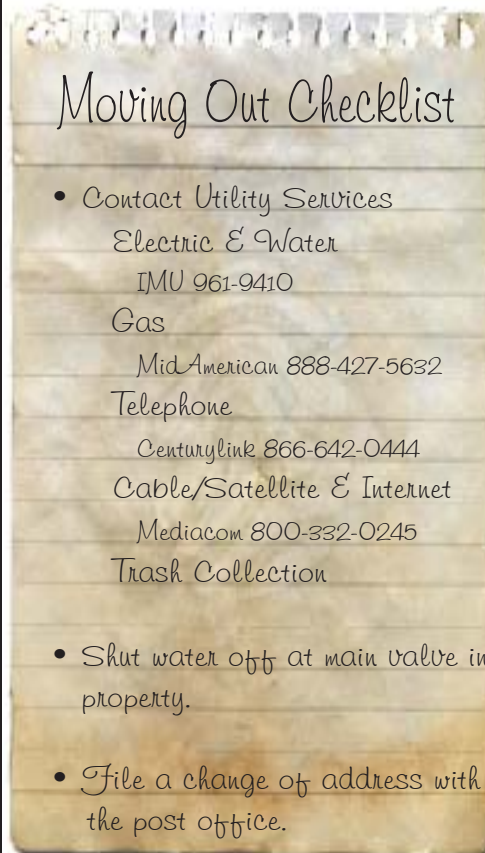 Moving Out Checklist
• Contact Utility Services
Electric & Water
IMU 961-9410
Gas
MidAmerican 888-427-5632
Telephone
Centurylink 866-642-0444
Cable/Satellite & Internet
Mediacom 800-332-0245
Trash Collection
• Shut water off at main valve in
property.
• File a change of address with
the post office.